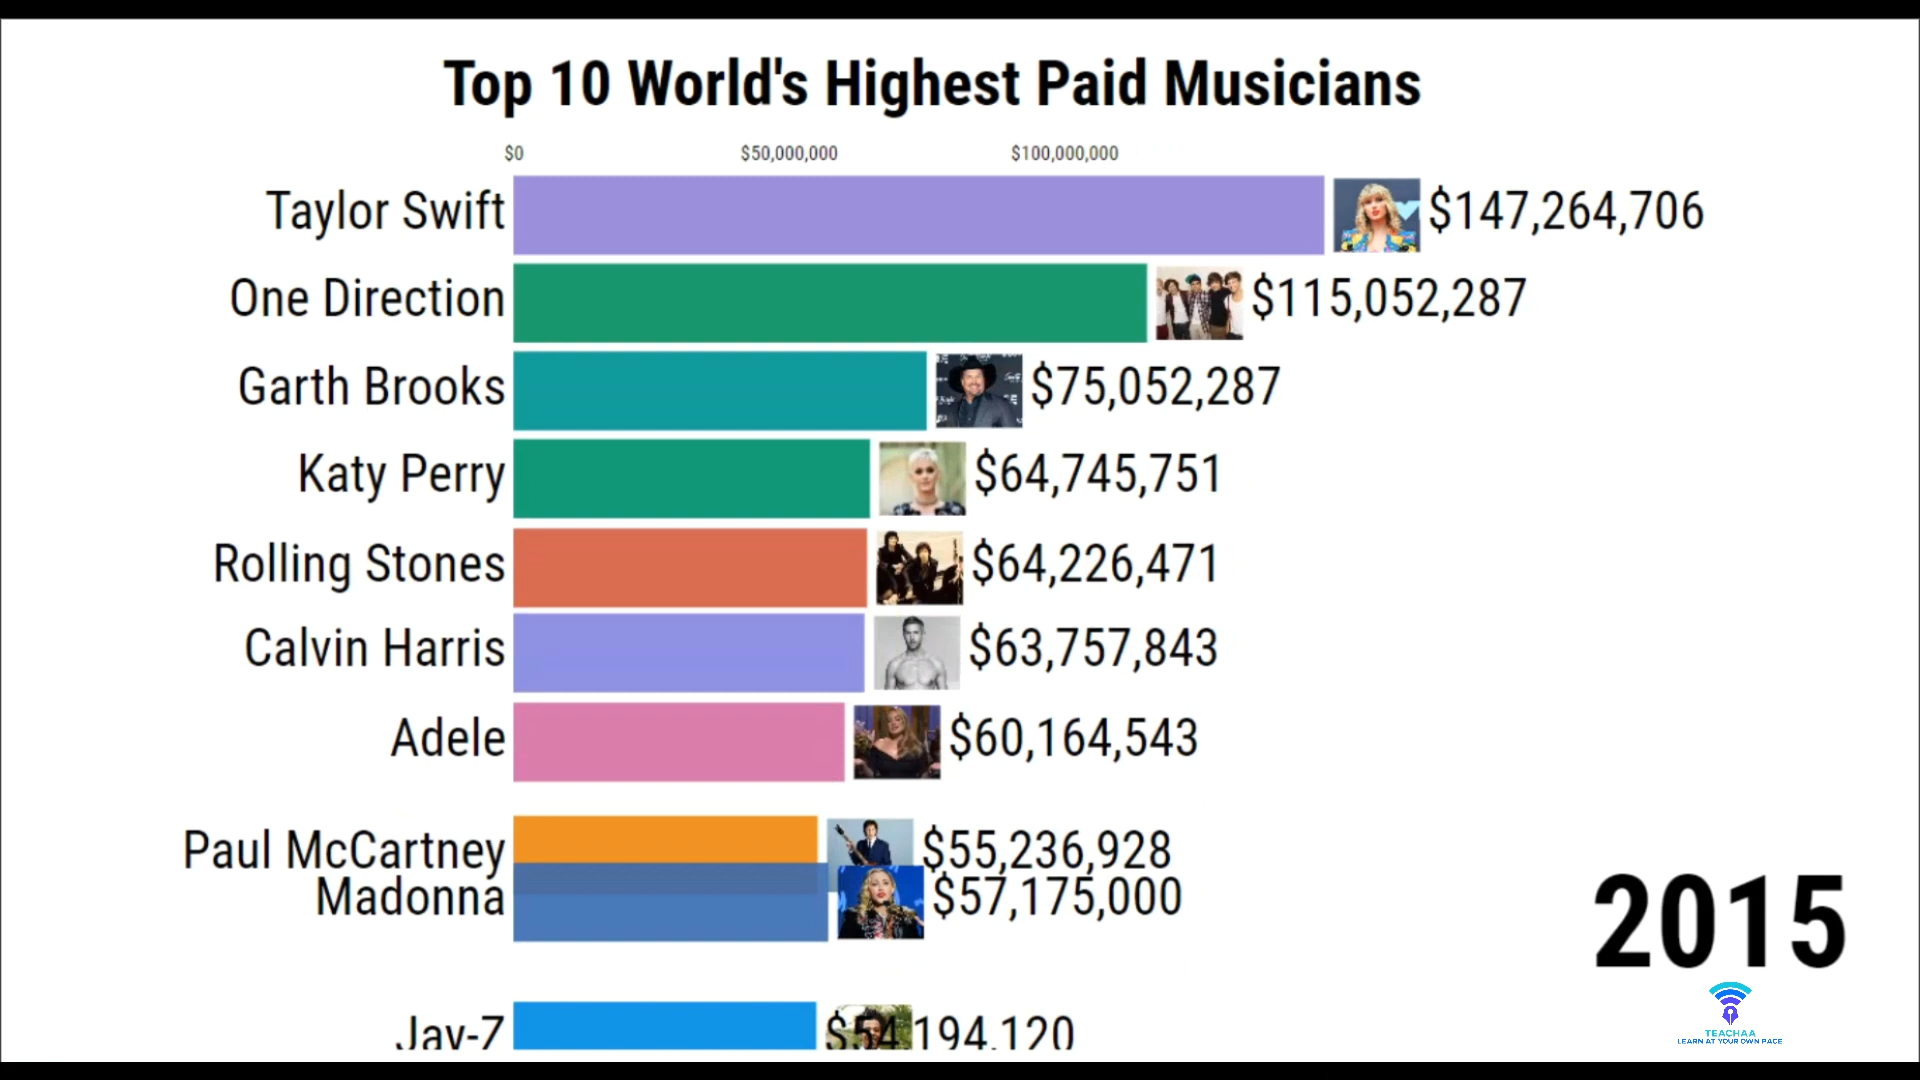 Top 10 World's Highest Paid Musicians
$0 $50,000,000 $100,000,000
Taylor Swift $147,264,706
One Direction $115,052,287
Garth Brooks $75,052,287
Katy Perry $64,745,751
Rolling Stones $64,226,471
Calvin Harris $63,757,843
Adele $60,164,543
Paul McCartney $55,236,928
Madonna $57,175,000
2015
Jay-Z $54,194,120
TEACHAA
LEARN AT YOUR OWN PACE